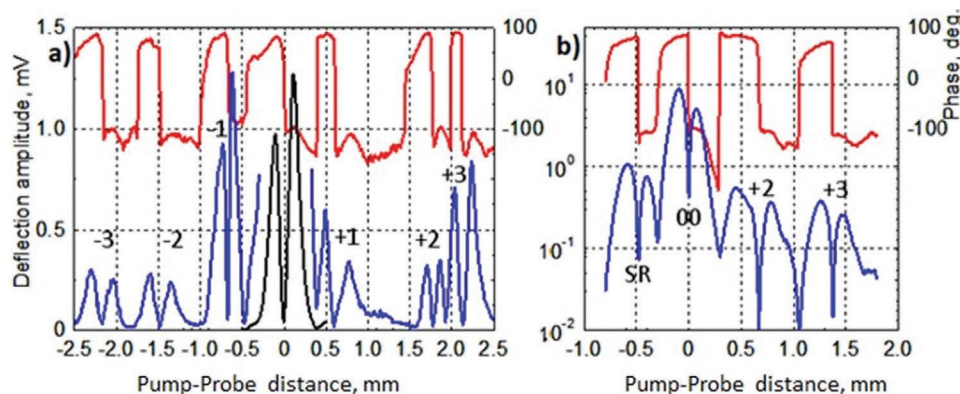 a)
1.5
1.0
0.5
0
Deflection amplitude, mV
-3
-2
-1
+1
+2
+3
100
0
-100
-2.5 -2.0 -1.5 -1.0 -0.5 0 0.5 1.0 1.5 2.0 2.5
Pump-Probe distance, mm
b)
10¹
10⁰
10⁻¹
10⁻²
SR
00
+2
+3
100
0
-100
Phase, deg.
-1.0 -0.5 0 0.5 1.0 1.5 2.0
Pump-Probe distance, mm